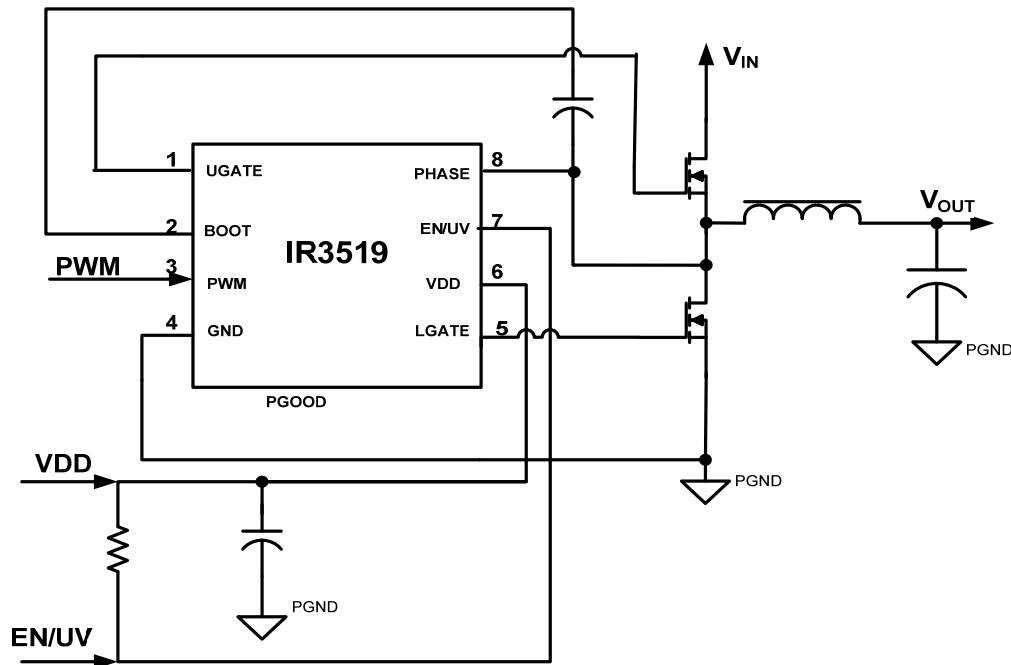 VIN
1
UGATE
PHASE
8
VOUT
EN/UV
7
2
BOOT
IR3519
PWM
3
PWM
VDD
6
4
GND
LGATE
5
PGND
PGOOD
VDD
PGND
PGND
EN/UV